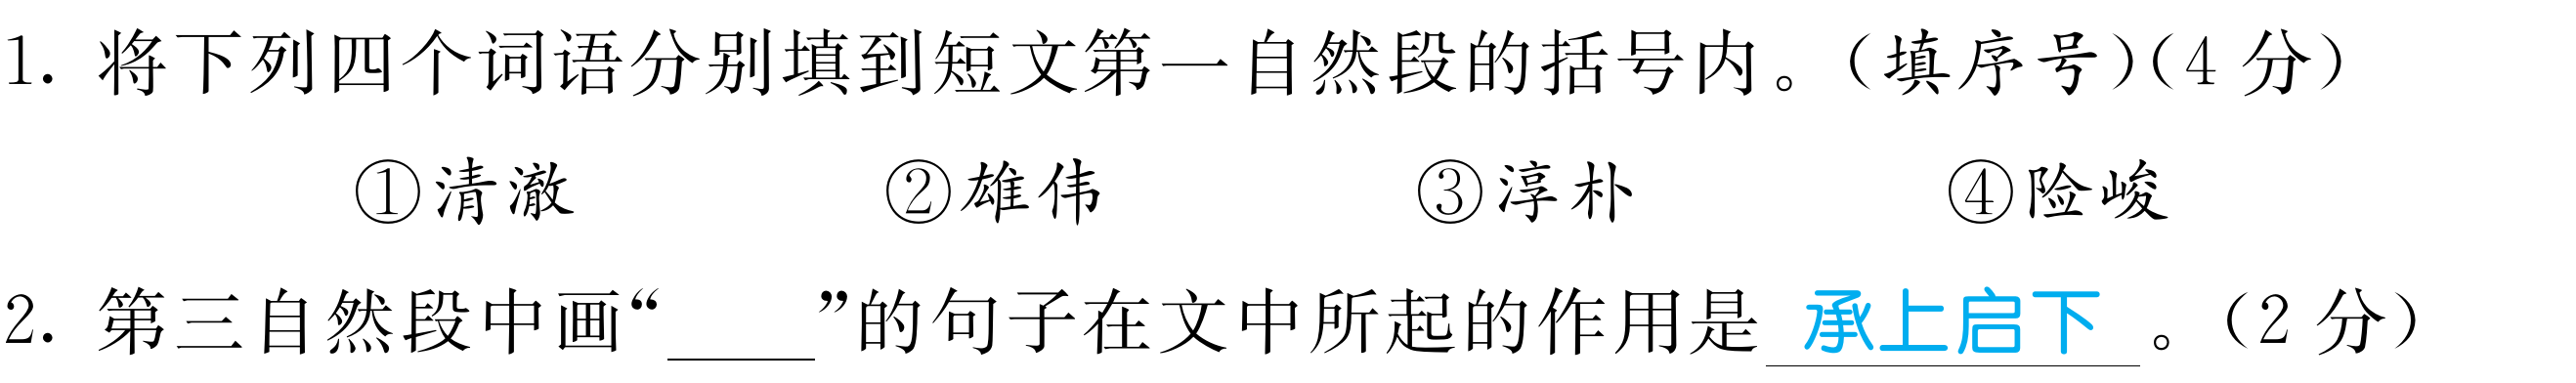 1. 将下列四个词语分别填到短文第一自然段的括号内。(填序号)(4 分)
①清澈 ②雄伟 ③淳朴 ④险峻
2. 第三自然段中画“____”的句子在文中所起的作用是 承上启下 。(2 分)